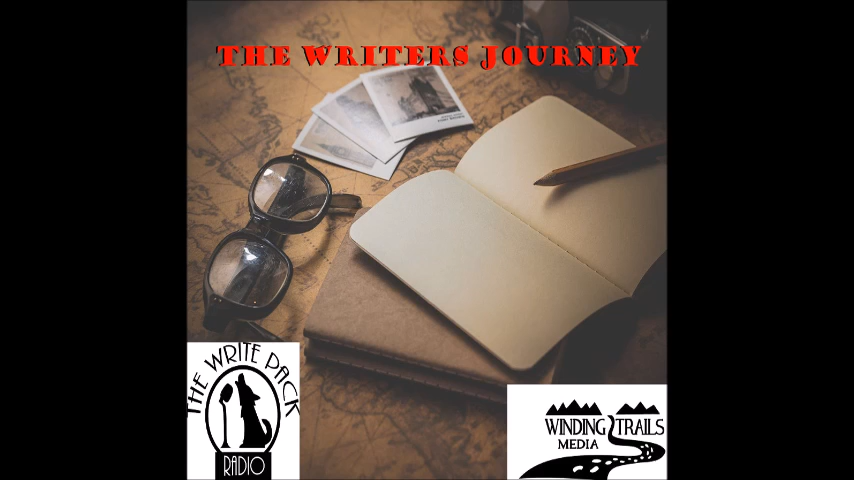 THE WRITERS JOURNEY
THE WRITE PACK
RADIO
WINDING TRAILS
MEDIA